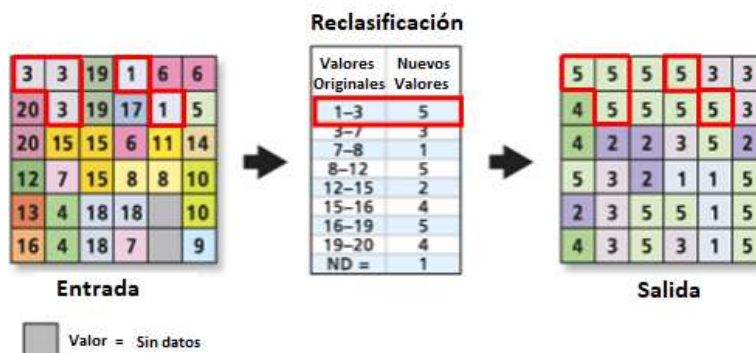 Reclasificación
3 3 19 1 6 6
20 3 19 17 1 5
20 15 15 6 11 14
12 7 15 8 8 10
13 4 18 18 10
16 4 18 7 9
Entrada
Valores Nuevos
Originales Valores
1–3 5
3–7 3
7–8 1
8–12 5
12–15 2
15–16 4
16–19 5
19–20 4
ND = 1
5 5 5 5 3 3
4 5 5 5 5 3
4 2 2 3 5 2
5 3 2 1 1 5
2 3 5 5 1 5
4 3 5 3 1 5
Salida
Valor = Sin datos